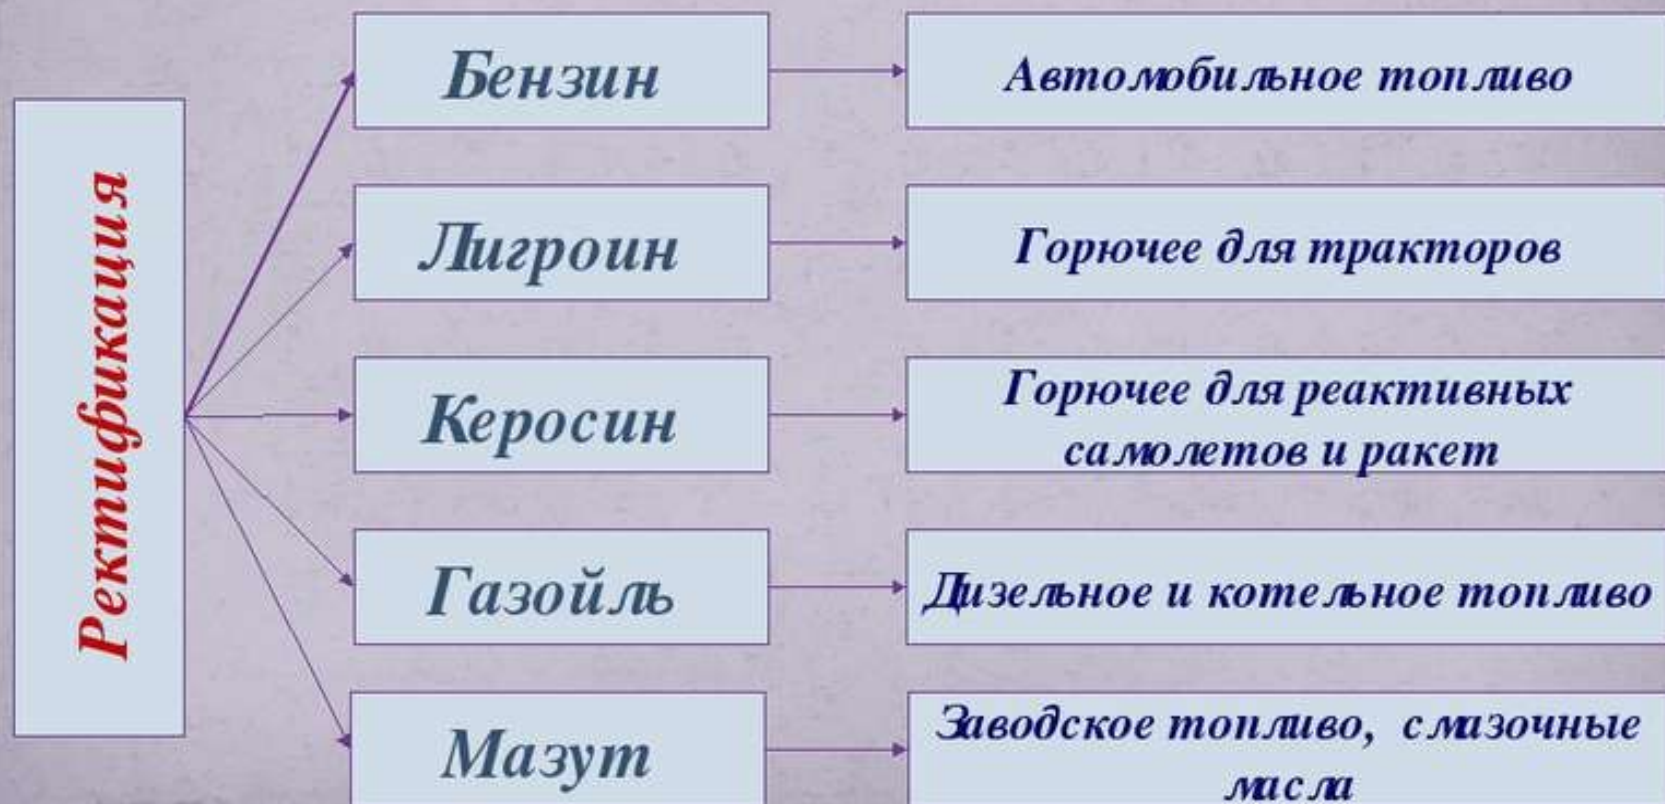 Ректификация
Бензин
Автомобильное топливо
Лигроин
Горючее для тракторов
Керосин
Горючее для реактивных
самолетов и ракет
Газойль
Дизельное и котельное топливо
Мазут
Заводское топливо, смазочные
масла